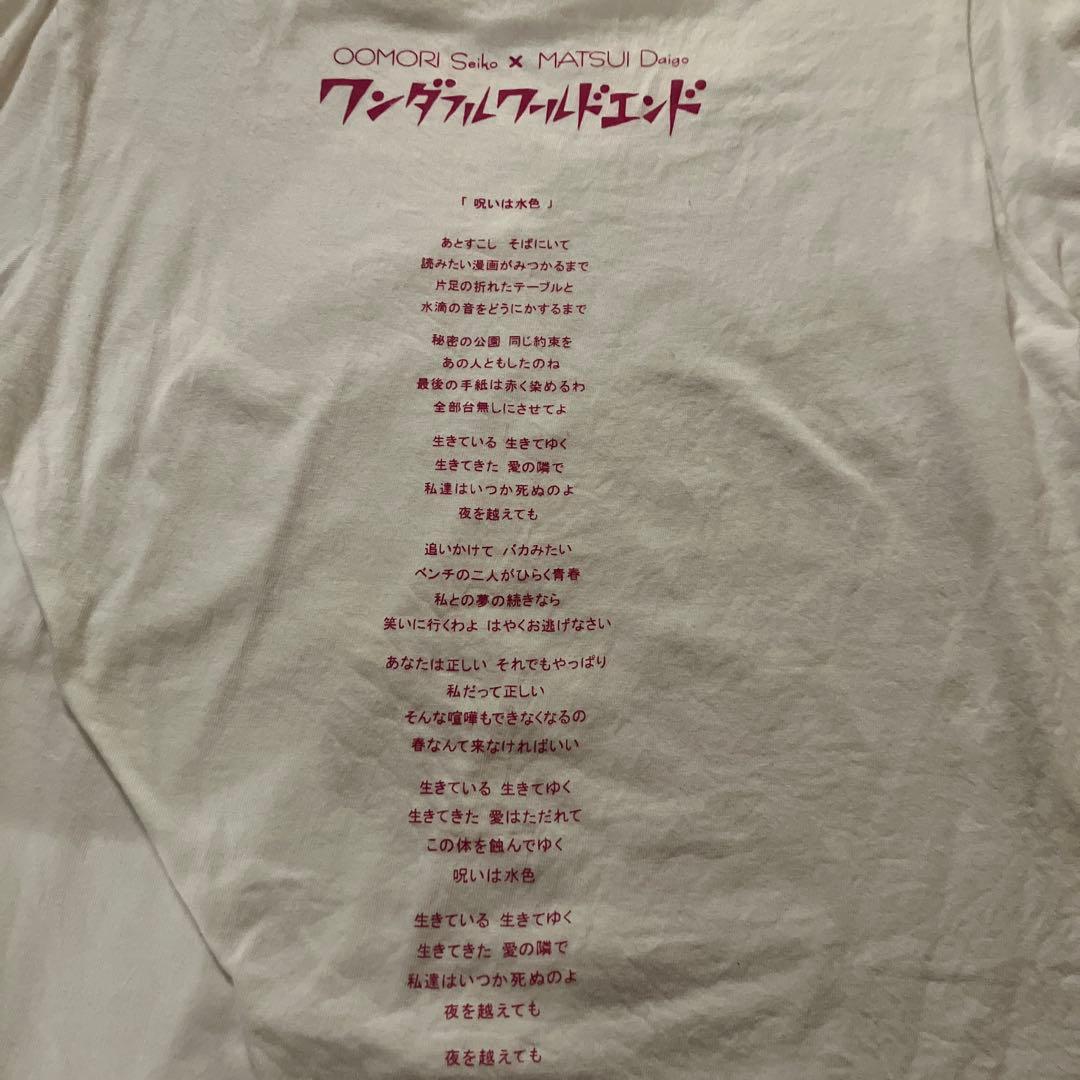 OOMORI Seiko × MATSUI Daigo
ワンダフルワールドエンド
「 呪いは水色 」
あとすこし そばにいて
読みたい漫画がみつかるまで
片足の折れたテーブルと
水滴の音をどうにかするまで
秘密の公園 同じ約束を
あの人ともしたのね
最後の手紙は赤く染めるわ
全部台無しにさせてよ
生きている 生きてゆく
生きてきた 愛の隣で
私達はいつか死ぬのよ
夜を越えても
追いかけて バカみたい
ベンチの二人がひらく青春
私との夢の続きなら
笑いに行くわよ はやくお逃げなさい
あなたは正しい それでもやっぱり
私だって正しい
そんな喧嘩もできなくなるの
春なんて来なければいい
生きている 生きてゆく
生きてきた 愛はただれて
この体を蝕んでゆく
呪いは水色
生きている 生きてゆく
生きてきた 愛の隣で
私達はいつか死ぬのよ
夜を越えても
夜を越えても